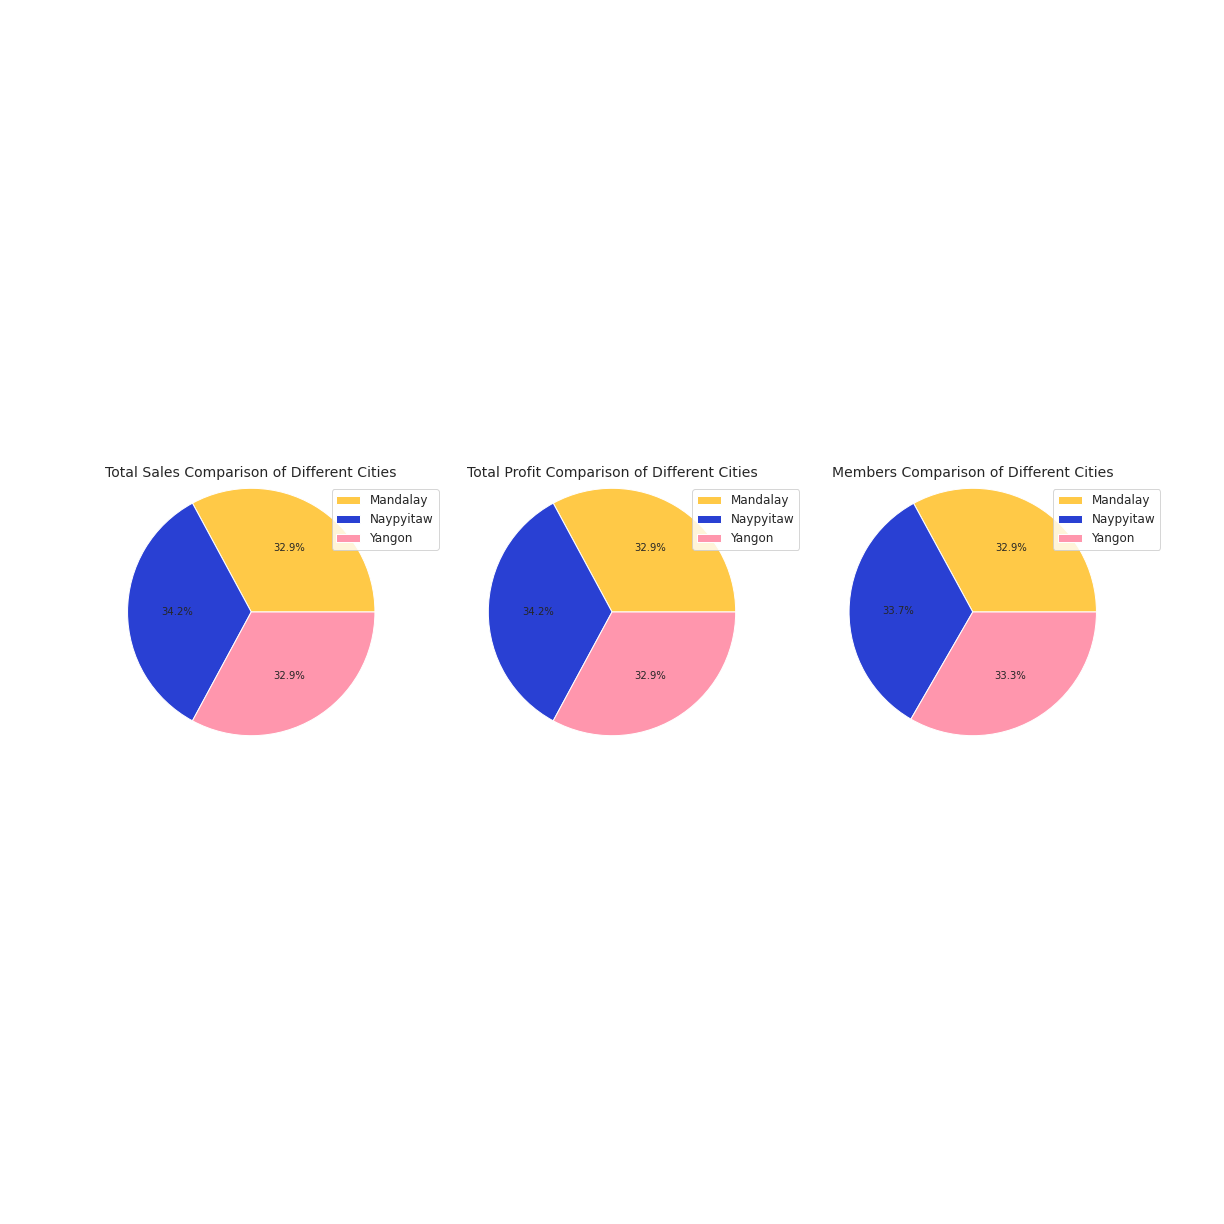 Total Sales Comparison of Different Cities
Mandalay
Naypyitaw
Yangon
32.9%
34.2%
32.9%
Total Profit Comparison of Different Cities
Mandalay
Naypyitaw
Yangon
32.9%
34.2%
32.9%
Members Comparison of Different Cities
Mandalay
Naypyitaw
Yangon
32.9%
33.7%
33.3%